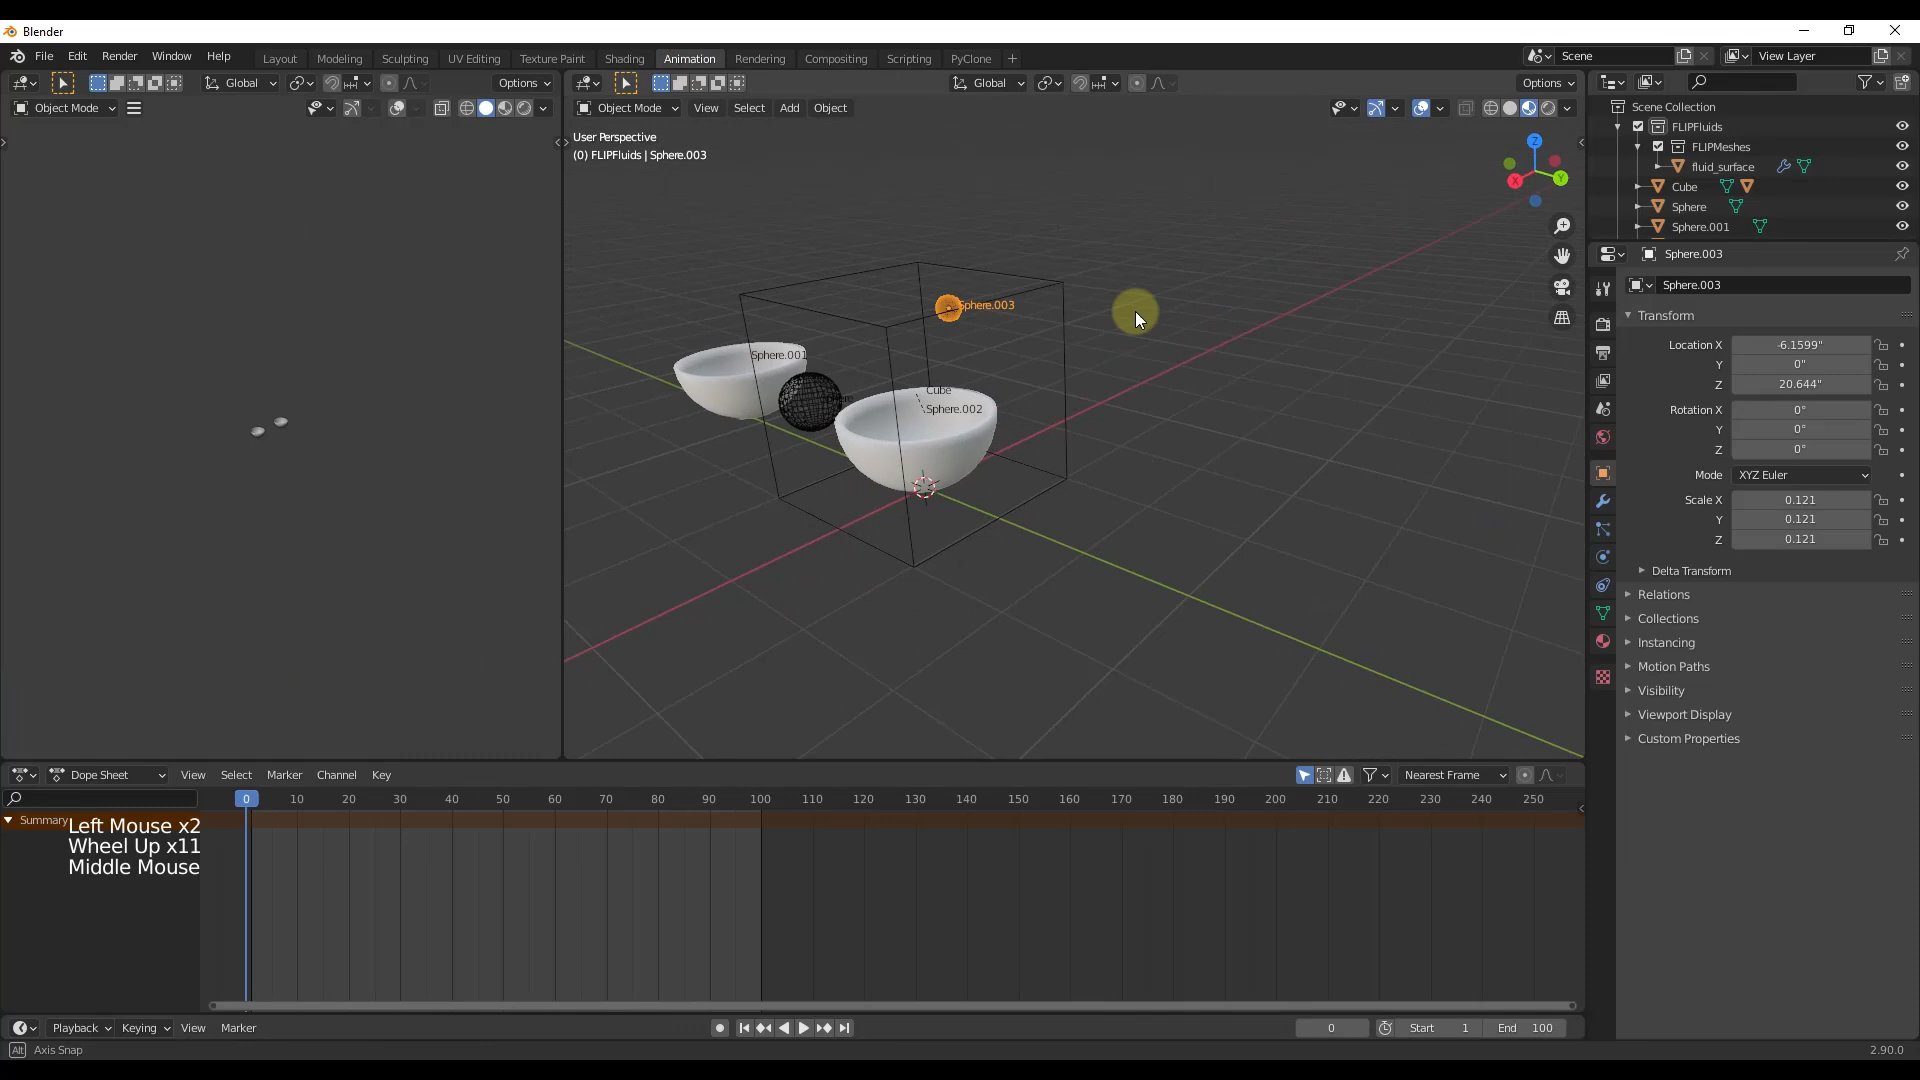 Blender
File Edit Render Window Help
Layout Modeling Sculpting UV Editing Texture Paint Shading Animation Rendering Compositing Scripting PyClone +
Scene View Layer
Global Options
Global Options
Object Mode
Object Mode View Select Add Object
User Perspective
(0) FLIPFluids | Sphere.003
Z
Y
X
Sphere.003
Sphere.001
Cube
Sphere.002
Scene Collection
FLIPFluids
FLIPMeshes
fluid_surface
Cube
Sphere
Sphere.001
Sphere.003
Sphere.003
Transform
Location X -6.1599"
Y 0"
Z 20.644"
Rotation X 0°
Y 0°
Z 0°
Mode XYZ Euler
Scale X 0.121
Y 0.121
Z 0.121
Delta Transform
Relations
Collections
Instancing
Motion Paths
Visibility
Viewport Display
Custom Properties
Dope Sheet View Select Marker Channel Key Nearest Frame
0 10 20 30 40 50 60 70 80 90 100 110 120 130 140 150 160 170 180 190 200 210 220 230 240 250
Summary
Left Mouse x2
Wheel Up x11
Middle Mouse
Playback Keying View Marker 0 Start 1 End 100
Alt Axis Snap 2.90.0